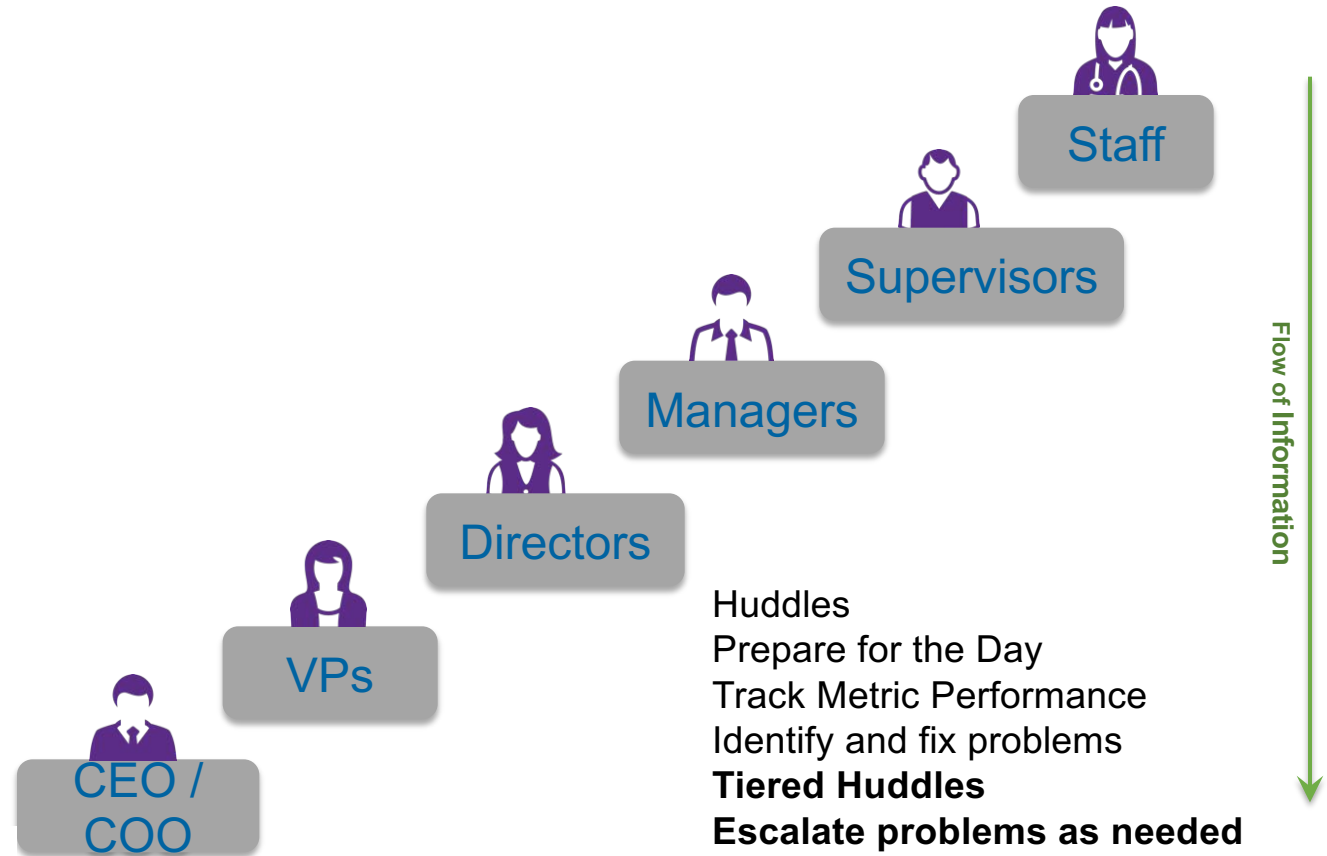 Staff
Supervisors
Managers
Directors
VPs
CEO /
COO
Flow of Information
Huddles
Prepare for the Day
Track Metric Performance
Identify and fix problems
Tiered Huddles
Escalate problems as needed